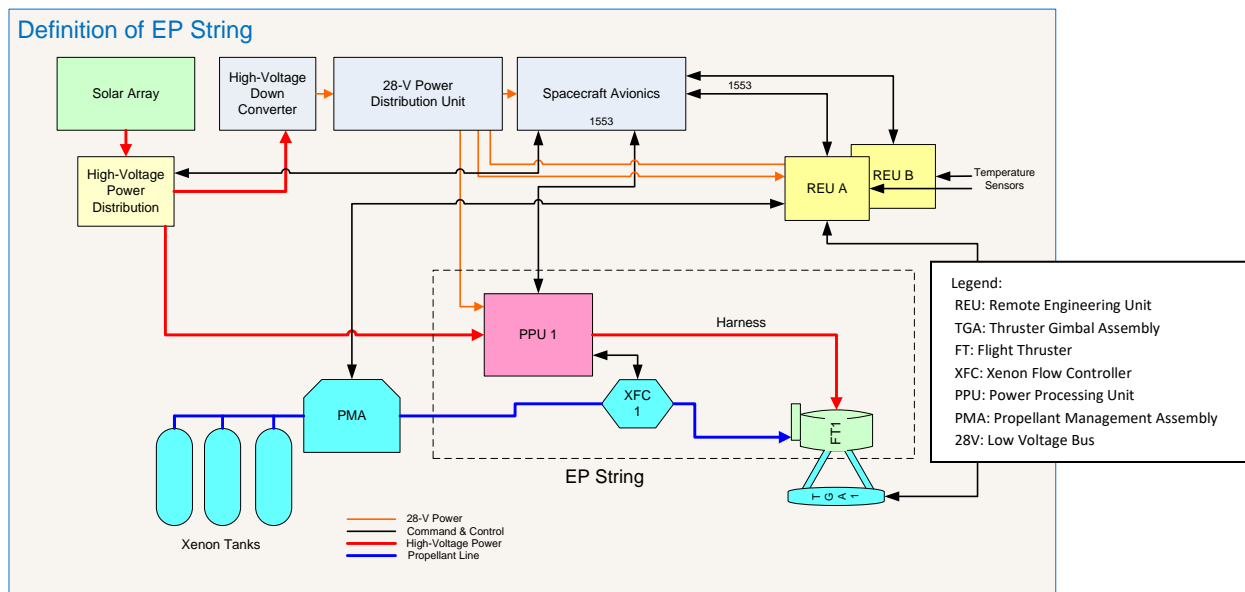 Definition of EP String
Solar Array
High-Voltage
Down
Converter
28-V Power
Distribution Unit
Spacecraft Avionics
1553
1553
High-Voltage
Power
Distribution
REU A
REU B
Temperature
Sensors
PPU 1
Harness
PMA
XFC
1
FT1
TGA1
EP String
Xenon Tanks
28-V Power
Command & Control
High-Voltage Power
Propellant Line
Legend:
REU: Remote Engineering Unit
TGA: Thruster Gimbal Assembly
FT: Flight Thruster
XFC: Xenon Flow Controller
PPU: Power Processing Unit
PMA: Propellant Management Assembly
28V: Low Voltage Bus